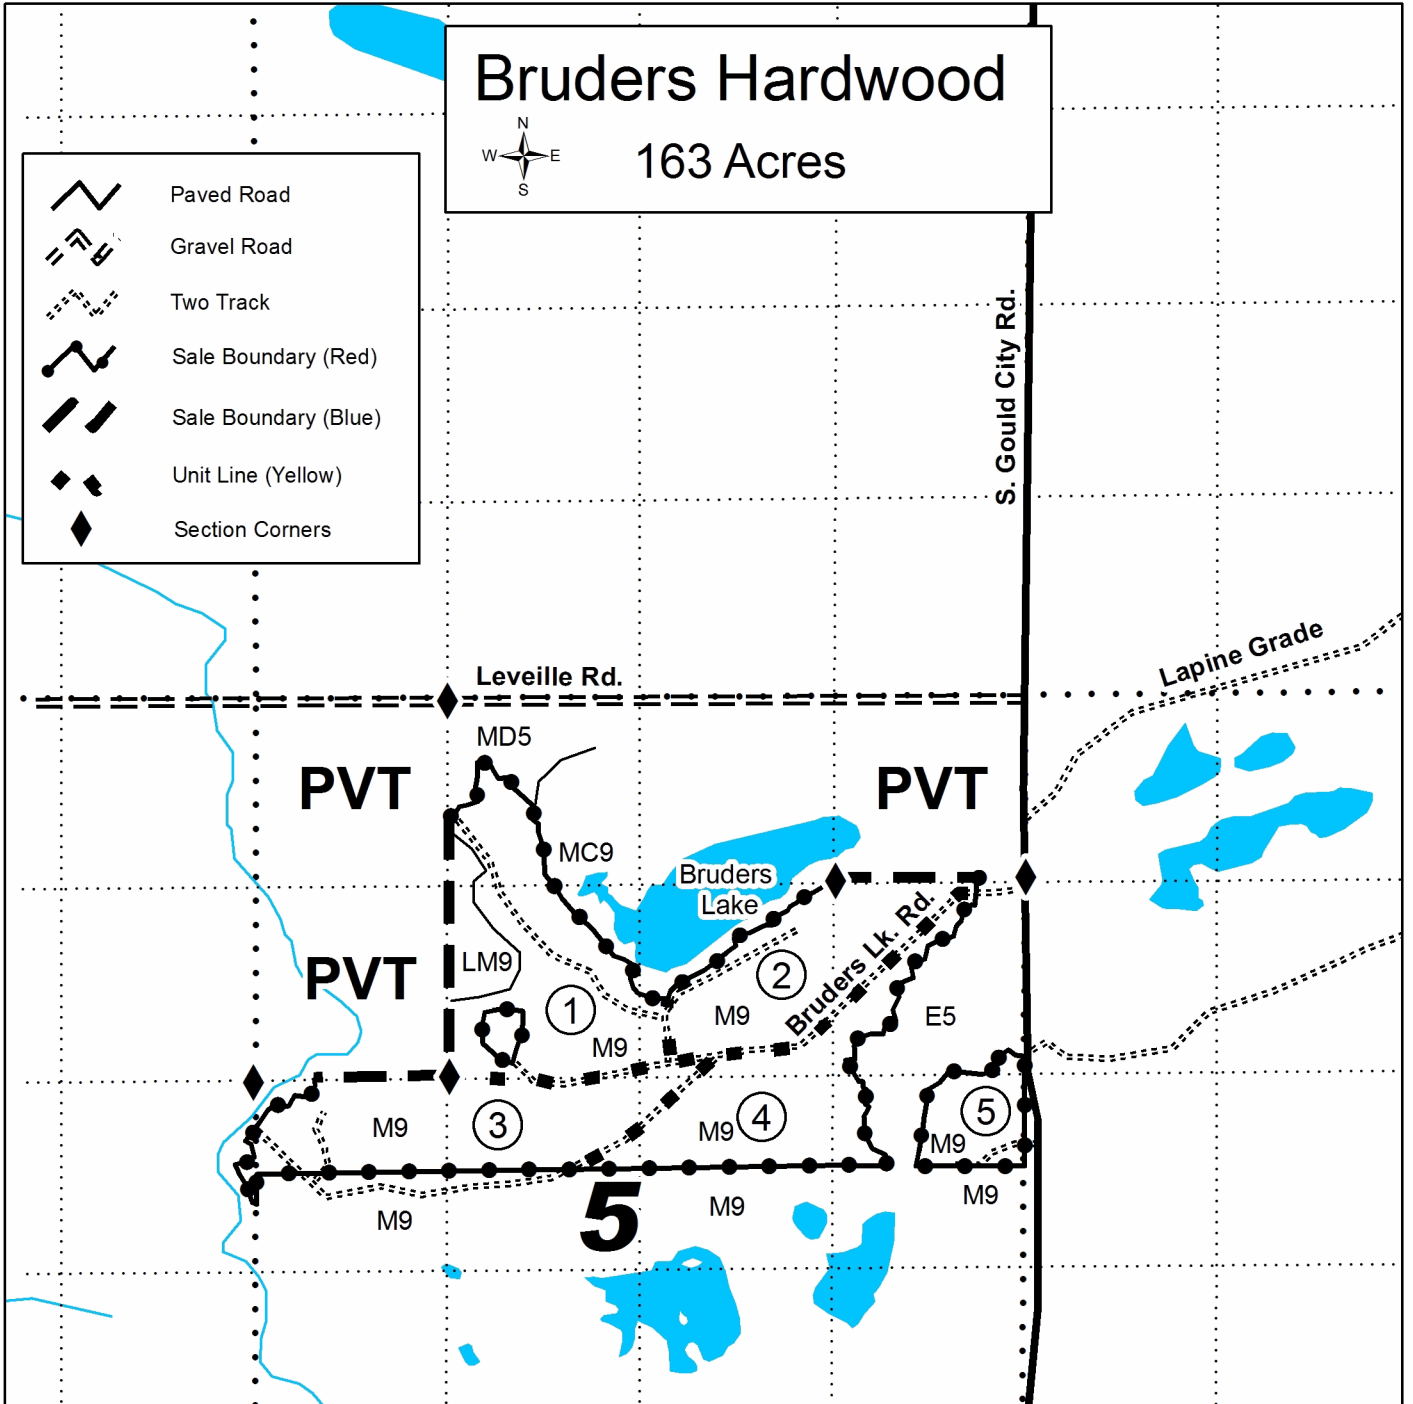 Bruders Hardwood
N
W E
S
163 Acres
Paved Road
Gravel Road
Two Track
Sale Boundary (Red)
Sale Boundary (Blue)
Unit Line (Yellow)
Section Corners
S. Gould City Rd.
Lapine Grade
Leveille Rd.
MD5
PVT
PVT
MC9
Bruders
Lake
Bruders Lk. Rd.
PVT
LM9
2
1
M9
E5
M9
3
M9
4
M9
5
M9
M9
M9
M9
5